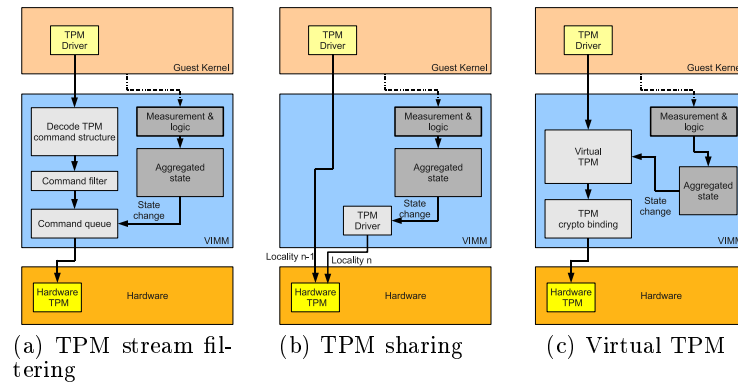 TPM
Driver
Guest Kernel
Decode TPM
command structure
Measurement &
logic
Command filter
Aggregated
state
State
change
Command queue
VIMM
Hardware
TPM
Hardware
(a) TPM stream fil-
tering
TPM
Driver
Guest Kernel
Measurement &
logic
Aggregated
state
TPM
Driver
State
change
VIMM
Locality n-1
Locality n
Hardware
TPM
Hardware
(b) TPM sharing
TPM
Driver
Guest Kernel
Measurement &
logic
Virtual
TPM
Aggregated
state
State
change
TPM
crypto binding
VIMM
Hardware
TPM
Hardware
(c) Virtual TPM